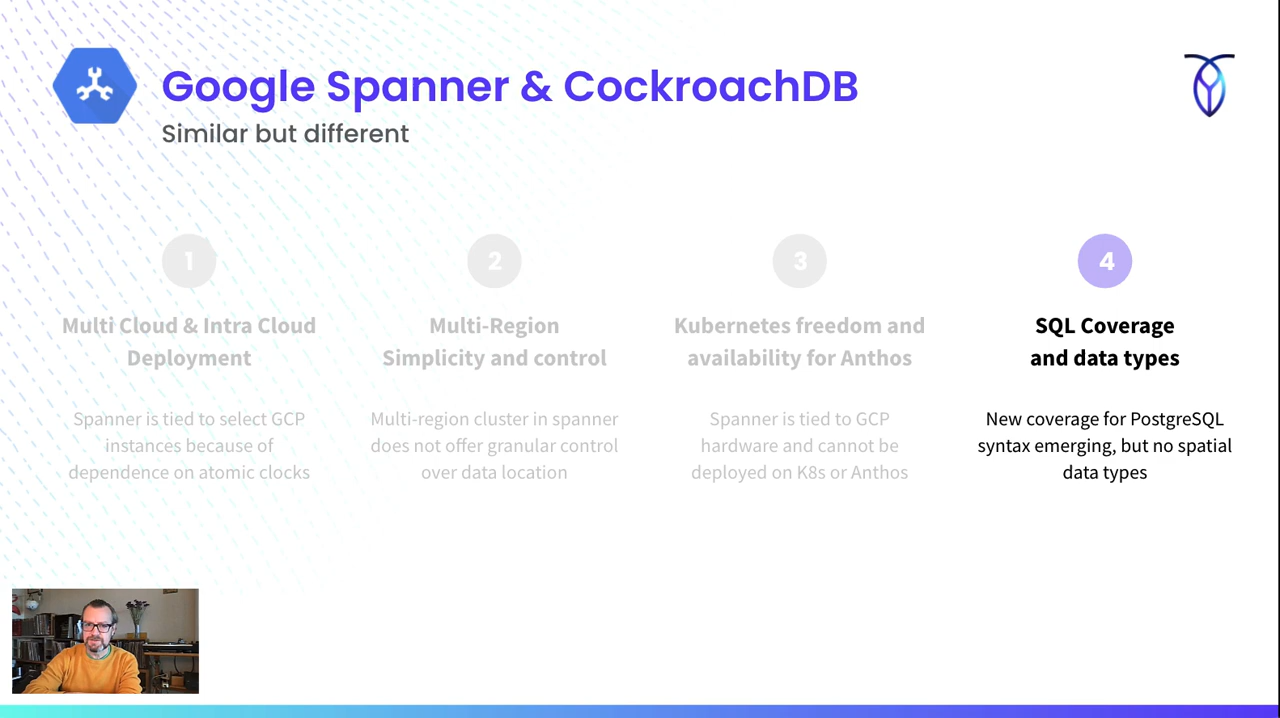 Google Spanner & CockroachDB
Similar but different
1
Multi Cloud & Intra Cloud
Deployment
Spanner is tied to select GCP
instances because of
dependence on atomic clocks
2
Multi-Region
Simplicity and control
Multi-region cluster in spanner
does not offer granular control
over data location
3
Kubernetes freedom and
availability for Anthos
Spanner is tied to GCP
hardware and cannot be
deployed on K8s or Anthos
4
SQL Coverage
and data types
New coverage for PostgreSQL
syntax emerging, but no spatial
data types